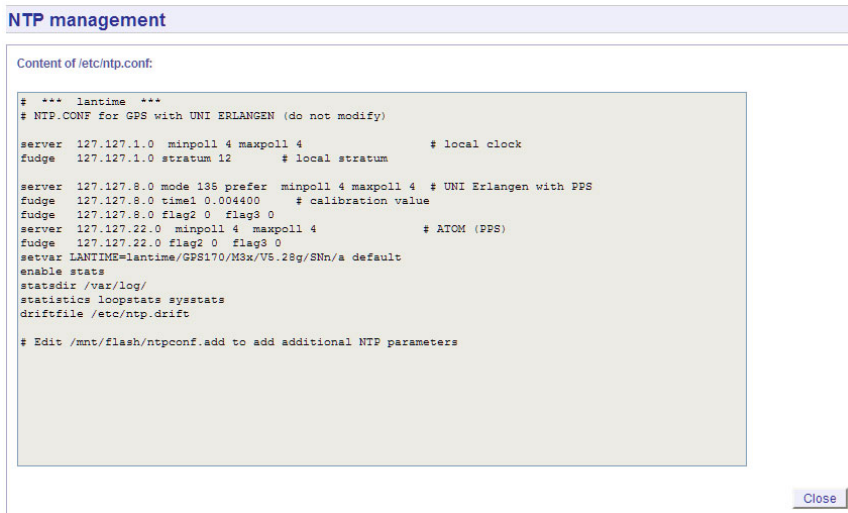 NTP management
Content of /etc/ntp.conf:
# *** lantime ***
# NTP.CONF for GPS with UNI ERLANGEN (do not modify)
server 127.127.1.0 minpoll 4 maxpoll 4 # local clock
fudge 127.127.1.0 stratum 12 # local stratum
server 127.127.8.0 mode 135 prefer minpoll 4 maxpoll 4 # UNI Erlangen with PPS
fudge 127.127.8.0 time1 0.004400 # calibration value
fudge 127.127.8.0 flag2 0 flag3 0
server 127.127.22.0 minpoll 4 maxpoll 4 # ATOM (PPS)
fudge 127.127.22.0 flag2 0 flag3 0
setvar LANTIME=lantime/GPS170/M3x/V5.28g/SNn/a default
enable stats
statsdir /var/log/
statistics loopstats sysstats
driftfile /etc/ntp.drift
# Edit /mnt/flash/ntpconf.add to add additional NTP parameters
Close